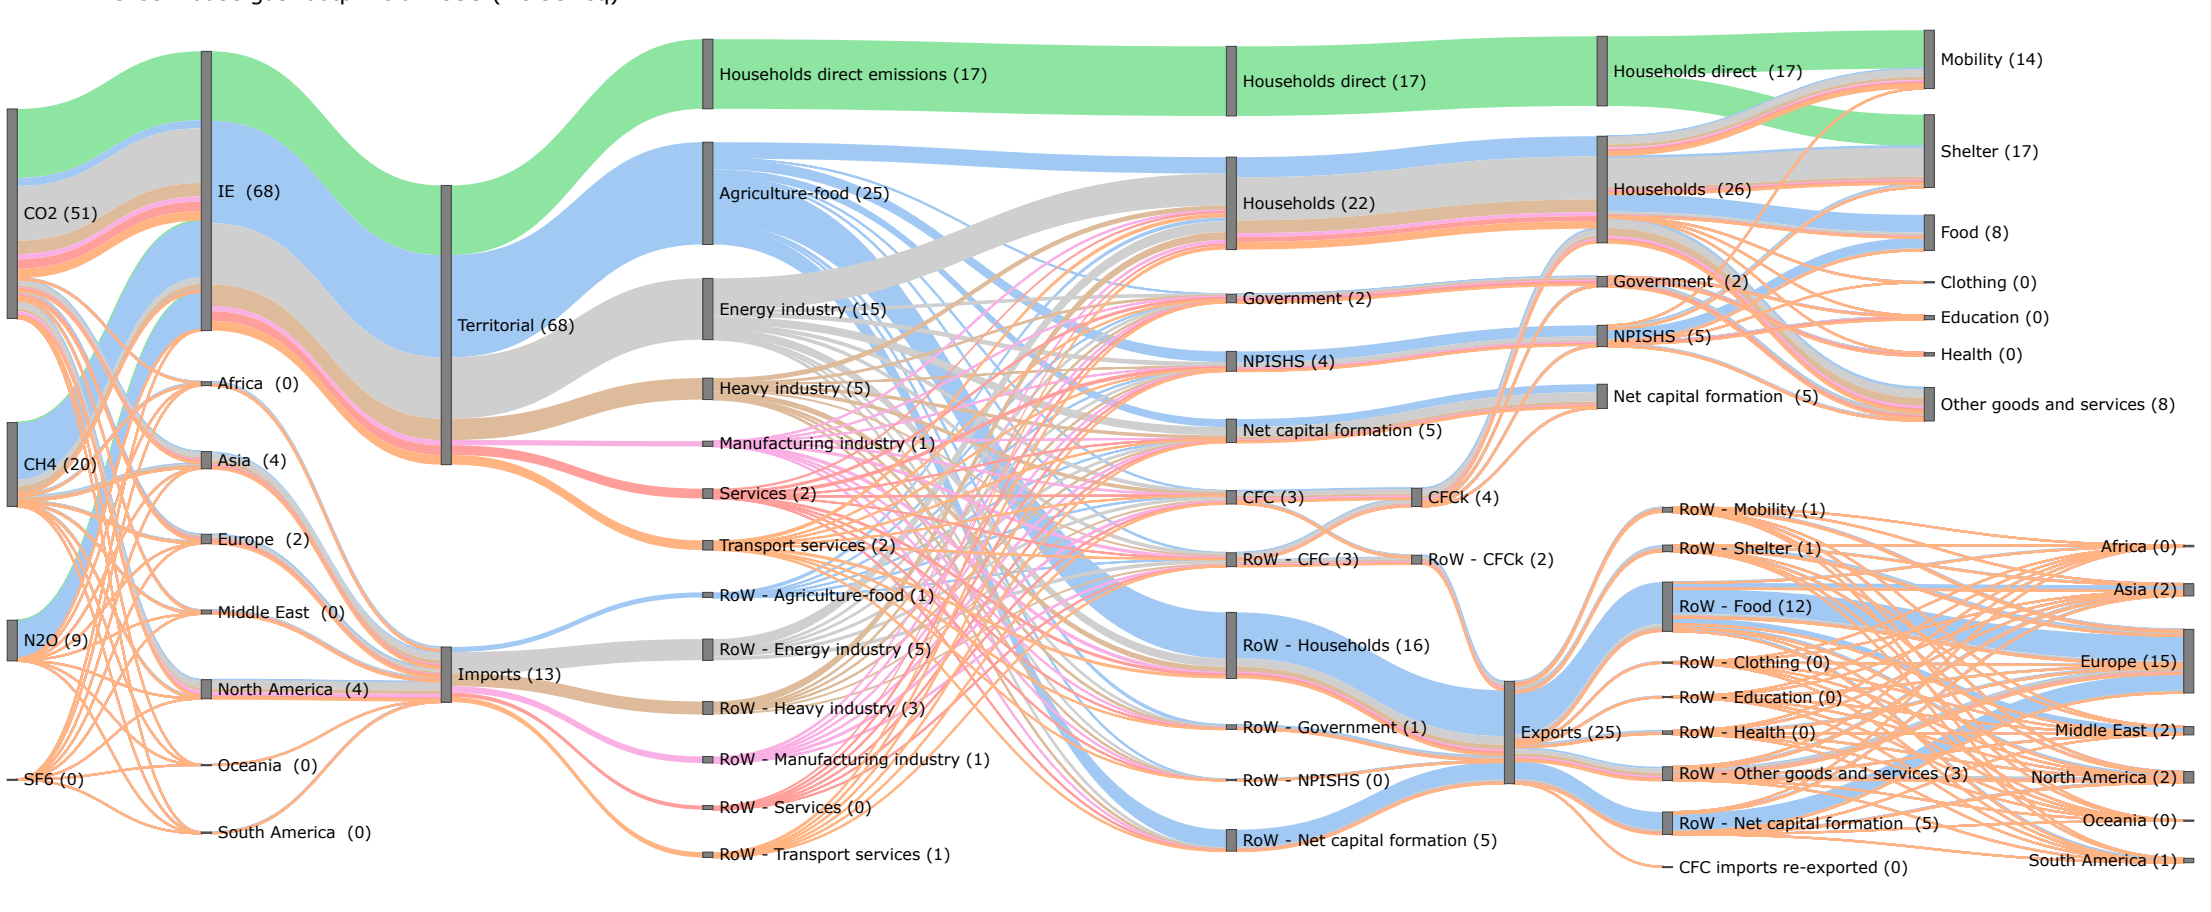 CO2 (51)
CH4 (20)
N2O (9)
SF6 (0)
IE (68)
Africa (0)
Asia (4)
Europe (2)
Middle East (0)
North America (4)
Oceania (0)
South America (0)
Territorial (68)
Imports (13)
Households direct emissions (17)
Agriculture-food (25)
Energy industry (15)
Heavy industry (5)
Manufacturing industry (1)
Services (2)
Transport services (2)
RoW - Agriculture-food (1)
RoW - Energy industry (5)
RoW - Heavy industry (3)
RoW - Manufacturing industry (1)
RoW - Services (0)
RoW - Transport services (1)
Households direct (17)
Households (22)
Government (2)
NPISHS (4)
Net capital formation (5)
CFC (3)
RoW - CFC (3)
RoW - Households (16)
RoW - Government (1)
RoW - NPISHS (0)
RoW - Net capital formation (5)
CFCk (4)
RoW - CFCk (2)
Exports (25)
Households direct (17)
Households (26)
Government (2)
NPISHS (5)
Net capital formation (5)
RoW - Mobility (1)
RoW - Shelter (1)
RoW - Food (12)
RoW - Clothing (0)
RoW - Education (0)
RoW - Health (0)
RoW - Other goods and services (3)
RoW - Net capital formation (5)
CFC imports re-exported (0)
Mobility (14)
Shelter (17)
Food (8)
Clothing (0)
Education (0)
Health (0)
Other goods and services (8)
Africa (0)
Asia (2)
Europe (15)
Middle East (2)
North America (2)
Oceania (0)
South America (1)